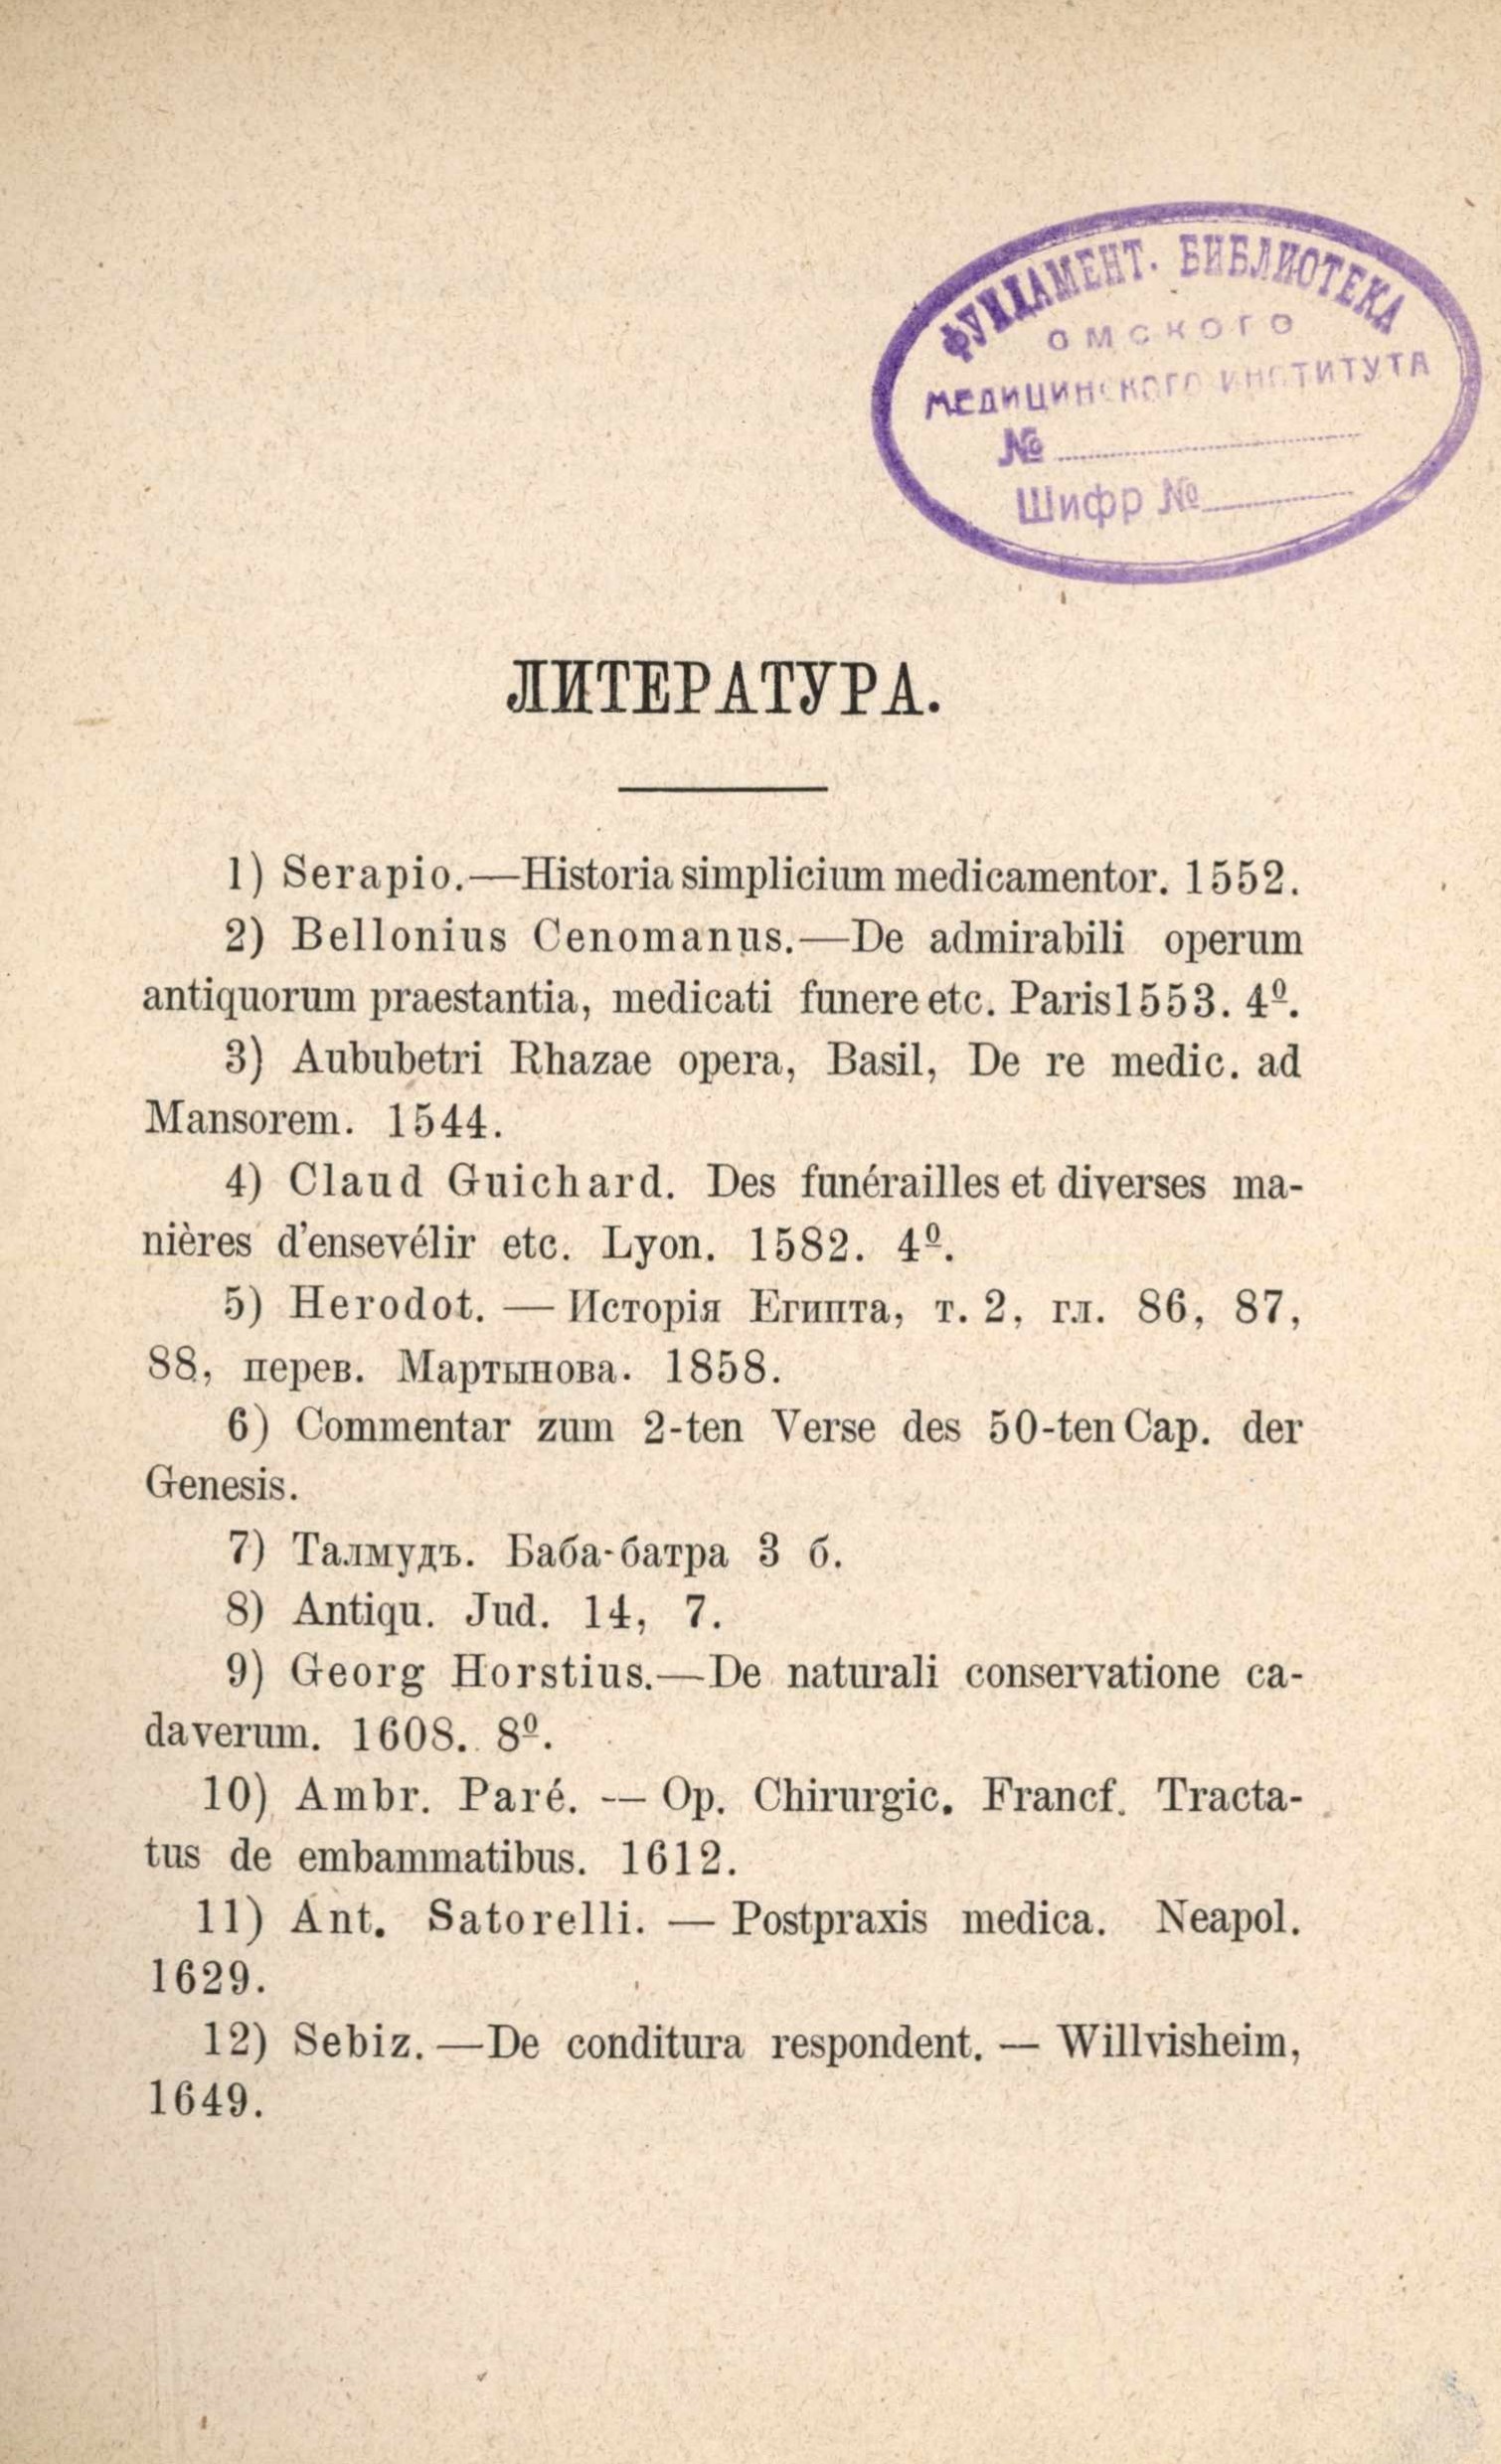 ФУНДАМЕНТ. БИБЛИОТЕКА
ОМСКОГО
МЕДИЦИНСКОГО ИНСТИТУТА
№
Шифр №
ЛИТЕРАТУРА.
1) Serapio.—Historia simplicium medicamentor. 1552.
2) Bellonius Cenomanus.—De admirabili operum
antiquorum praestantia, medicati funere etc. Paris 1553. 4º.
3) Aububetri Rhazae opera, Basil, De re medic. ad
Mansorem. 1544.
4) Claud Guichard. Des funérailles et diverses ma-
nières d'ensevélir etc. Lyon. 1582. 4º.
5) Herodot. — Исторія Египта, т. 2, гл. 86, 87,
88, перев. Мартынова. 1858.
6) Commentar zum 2-ten Verse des 50-ten Cap. der
Genesis.
7) Талмудъ. Баба-батра 3 б.
8) Antiqu. Jud. 14, 7.
9) Georg Horstius.—De naturali conservatione ca-
daverum. 1608. 8º.
10) Ambr. Paré. — Op. Chirurgic. Francf. Tracta-
tus de embammatibus. 1612.
11) Ant. Satorelli. — Postpraxis medica. Neapol.
1629.
12) Sebiz. —De conditura respondent. — Willvisheim,
1649.